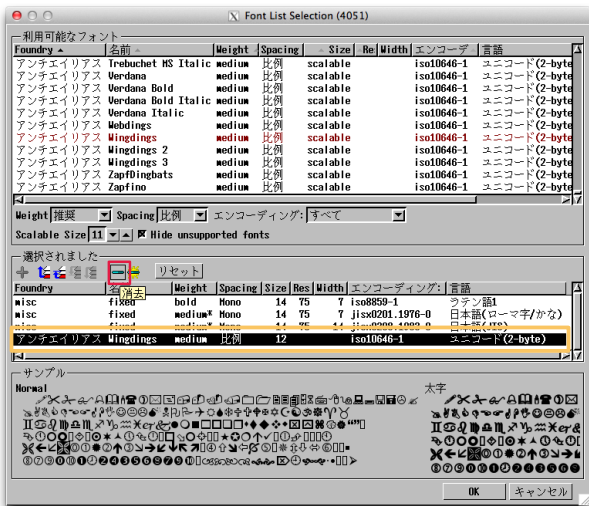 Font List Selection (4051)
利用可能なフォント
Foundry 名前 Weight Spacing Size Re Width エンコーデ 言語
アンチエイリアス Trebuchet MS Italic medium 比例 scalable iso10646-1 ユニコード(2-byte
アンチエイリアス Verdana medium 比例 scalable iso10646-1 ユニコード(2-byte
アンチエイリアス Verdana Bold medium 比例 scalable iso10646-1 ユニコード(2-byte
アンチエイリアス Verdana Bold Italic medium 比例 scalable iso10646-1 ユニコード(2-byte
アンチエイリアス Verdana Italic medium 比例 scalable iso10646-1 ユニコード(2-byte
アンチエイリアス Webdings medium 比例 scalable iso10646-1 ユニコード(2-byte
アンチエイリアス Wingdings medium 比例 scalable iso10646-1 ユニコード(2-byte
アンチエイリアス Wingdings 2 medium 比例 scalable iso10646-1 ユニコード(2-byte
アンチエイリアス Wingdings 3 medium 比例 scalable iso10646-1 ユニコード(2-byte
アンチエイリアス ZapfDingbats medium 比例 scalable iso10646-1 ユニコード(2-byte
アンチエイリアス Zapfino medium 比例 scalable iso10646-1 ユニコード(2-byte
Weight 推奨 Spacing 比例 エンコーディング: すべて
Scalable Size 11 Hide unsupported fonts
選択されました
リセット
Foundry Weight Spacing Size Res Width エンコーディング: 言語
消去
misc fixed bold Mono 14 75 7 iso8859-1 ラテン語1
misc fixed medium* Mono 14 75 7 jisx0201.1976-0 日本語(ローマ字/かな)
misc fixed medium* Mono 14 75 14 jisx0208.1983-0 日本語(JIS)
アンチエイリアス Wingdings medium 比例 12 iso10646-1 ユニコード(2-byte)
サンプル
Normal 太字
OK キャンセル